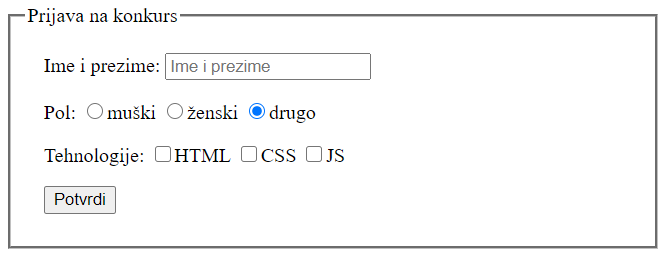 Prijava na konkurs
Ime i prezime: Ime i prezime
Pol: muški ženski drugo
Tehnologije: HTML CSS JS
Potvrdi